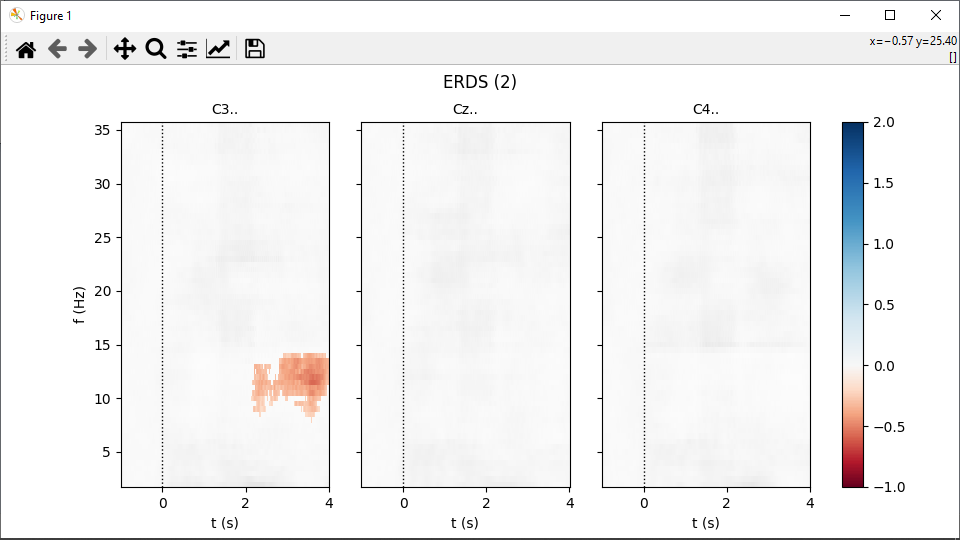 Figure 1
x=−0.57 y=25.40
[]
ERDS (2)
C3..
Cz..
C4..
35
30
25
20
15
10
5
f (Hz)
0 2 4
0 2 4
0 2 4
t (s)
t (s)
t (s)
2.0
1.5
1.0
0.5
0.0
−0.5
−1.0